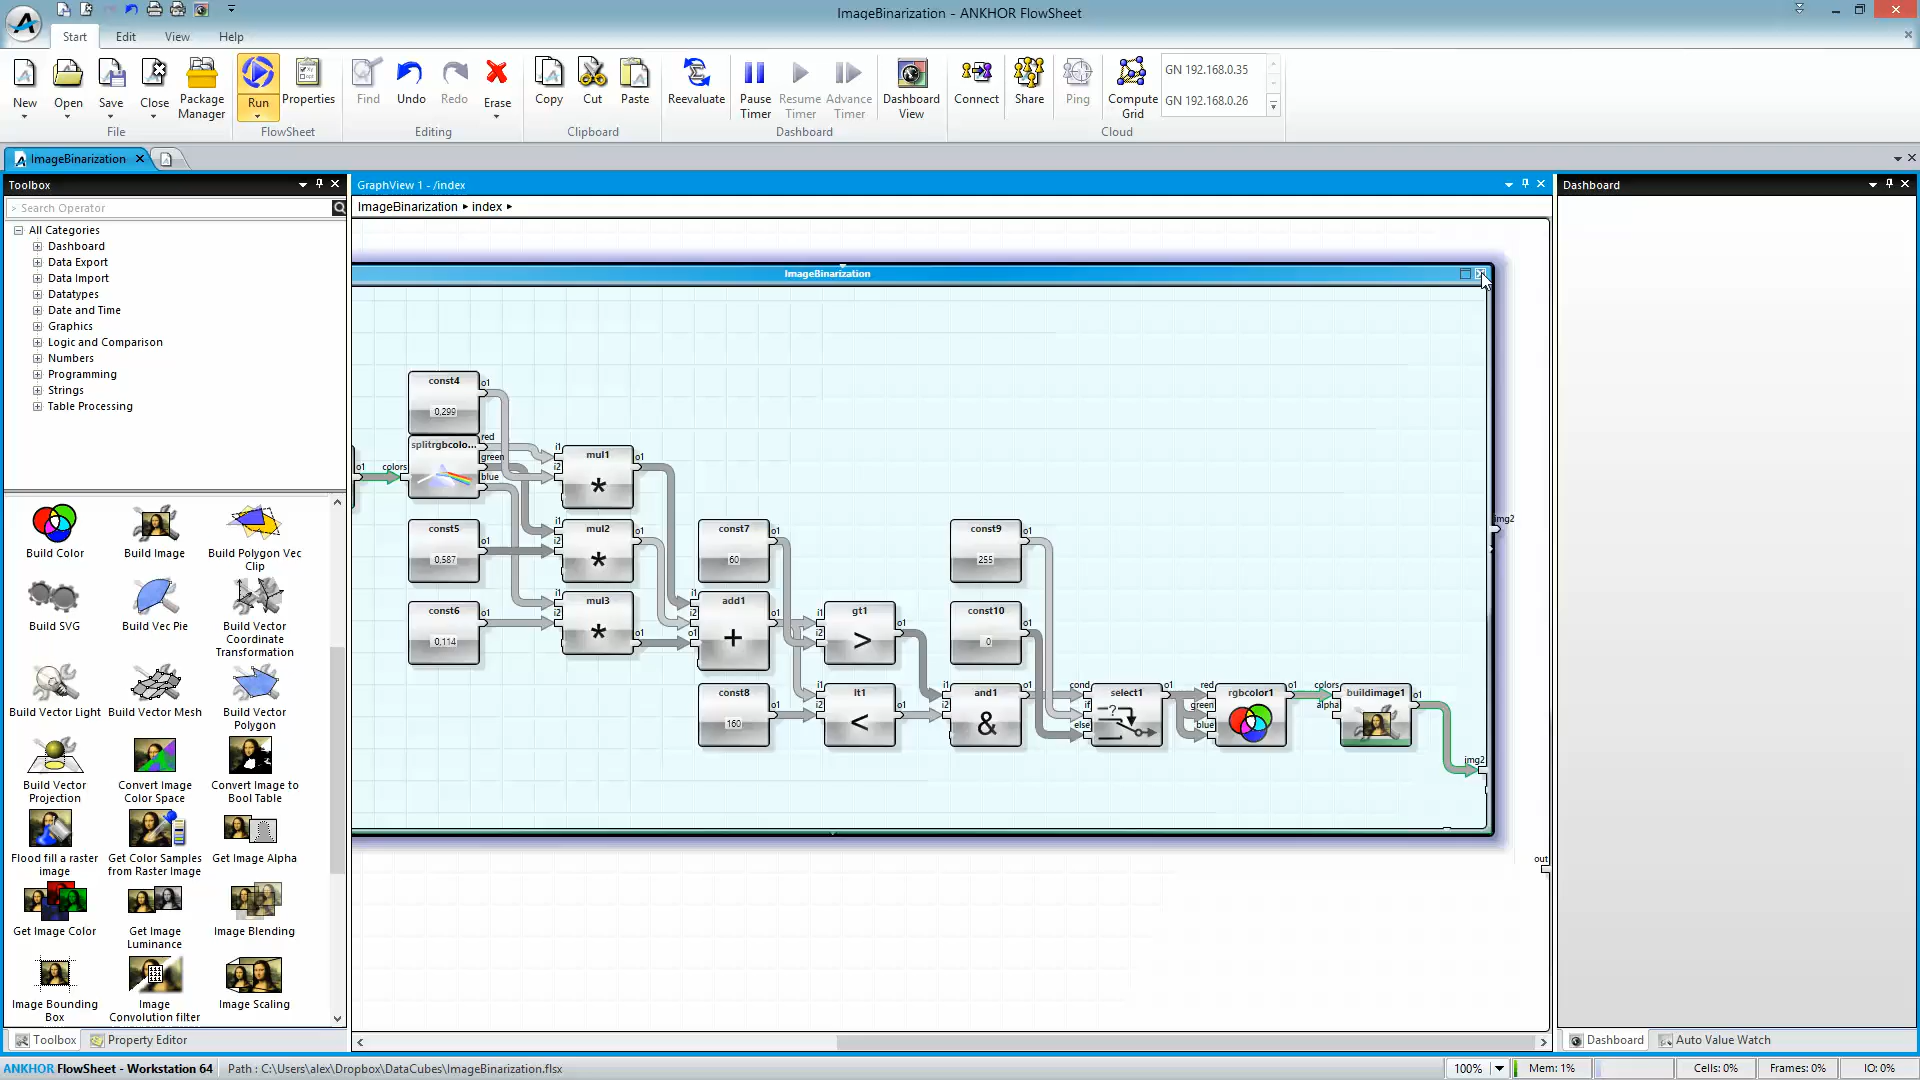 ImageBinarization - ANKHOR FlowSheet
Start Edit View Help
New
Open
Save
Close
Package Manager
File
Run
Properties
FlowSheet
Find
Undo
Redo
Erase
Editing
Copy
Cut
Paste
Clipboard
Reevaluate
Pause Timer
Resume Timer
Advance Timer
Dashboard View
Dashboard
Connect
Share
Ping
Compute Grid
GN 192.168.0.35
GN 192.168.0.26
Cloud
ImageBinarization
Toolbox
> Search Operator
All Categories
Dashboard
Data Export
Data Import
Datatypes
Date and Time
Graphics
Logic and Comparison
Numbers
Programming
Strings
Table Processing
Build Color
Build Image
Build Polygon Vec Clip
Build SVG
Build Vec Pie
Build Vector Coordinate Transformation
Build Vector Light
Build Vector Mesh
Build Vector Polygon
Build Vector Projection
Convert Image Color Space
Convert Image to Bool Table
Flood fill a raster image
Get Color Samples from Raster Image
Get Image Alpha
Get Image Color
Get Image Luminance
Image Blending
Image Bounding Box
Image Convolution filter
Image Scaling
Toolbox
Property Editor
GraphView 1 - /index
ImageBinarization index
ImageBinarization
o1 colors
const4 o1
0,299
splitrgbcolo...
red
green
blue
const5 o1
0,587
const6 o1
0,114
i1 i2 mul1 o1
*
i1 i2 mul2 o1
*
i1 i2 mul3 o1
*
const7 o1
60
i1 i2 o1 add1 o1
+
const8 o1
160
i1 i2 gt1 o1
>
i1 i2 lt1 o1
<
const9 o1
255
const10 o1
0
i1 i2 and1 o1
&
cond if else select1 o1
?
red green blue rgbcolor1 o1
colors alpha buildimage1 o1
img2
img2
out
Dashboard
Dashboard
Auto Value Watch
ANKHOR FlowSheet - Workstation 64
Path : C:\Users\alex\Dropbox\DataCubes\ImageBinarization.flsx
100%
Mem: 1%
Cells: 0%
Frames: 0%
IO: 0%